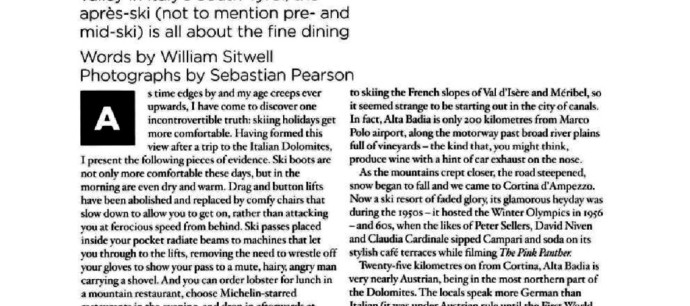 après-ski (not to mention pre- and
mid-ski) is all about the fine dining
Words by William Sitwell
Photographs by Sebastian Pearson
As time edges by and my age creeps ever
upwards, I have come to discover one
incontrovertible truth: skiing holidays get
more comfortable. Having formed this
view after a trip to the Italian Dolomites,
I present the following pieces of evidence. Ski boots are
not only more comfortable these days, but in the
morning are even dry and warm. Drag and button lifts
have been abolished and replaced by comfy chairs that
slow down to allow you to get on, rather than attacking
you at ferocious speed from behind. Ski passes placed
inside your pocket radiate beams to machines that let
you through to the lifts, removing the need to wrestle off
your gloves to show your pass to a mute, hairy, angry man
carrying a shovel. And you can order lobster for lunch in
a mountain restaurant, choose Michelin-starred
to skiing the French slopes of Val d'Isère and Méribel, so
it seemed strange to be starting out in the city of canals.
In fact, Alta Badia is only 200 kilometres from Marco
Polo airport, along the motorway past broad river plains
full of vineyards – the kind that, you might think,
produce wine with a hint of car exhaust on the nose.
As the mountains crept closer, the road steepened,
snow began to fall and we came to Cortina d'Ampezzo.
Now a ski resort of faded glory, its glamorous heyday was
during the 1950s – it hosted the Winter Olympics in 1956
– and 60s, when the likes of Peter Sellers, David Niven
and Claudia Cardinale sipped Campari and soda on its
stylish café terraces while filming The Pink Panther.
Twenty-five kilometres on from Cortina, Alta Badia is
very nearly Austrian, being in the most northern part of
the Dolomites. The locals speak more German than